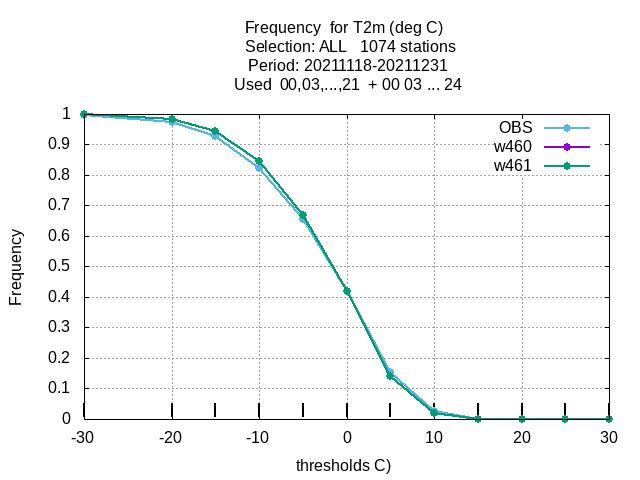 Frequency  for T2m (deg C)
Selection: ALL   1074 stations
Period: 20211118-20211231
Used  00,03,...,21  + 00 03 ... 24
OBS
w460
w461
1
0.9
0.8
0.7
0.6
0.5
0.4
0.3
0.2
0.1
0
Frequency
-30
-20
-10
0
10
20
30
thresholds C)